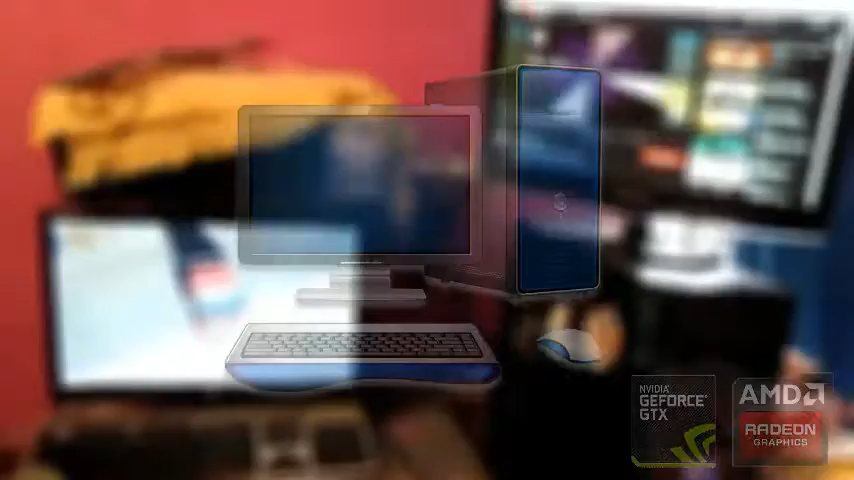 NVIDIA
GEFORCE
GTX
AMD
RADEON
GRAPHICS